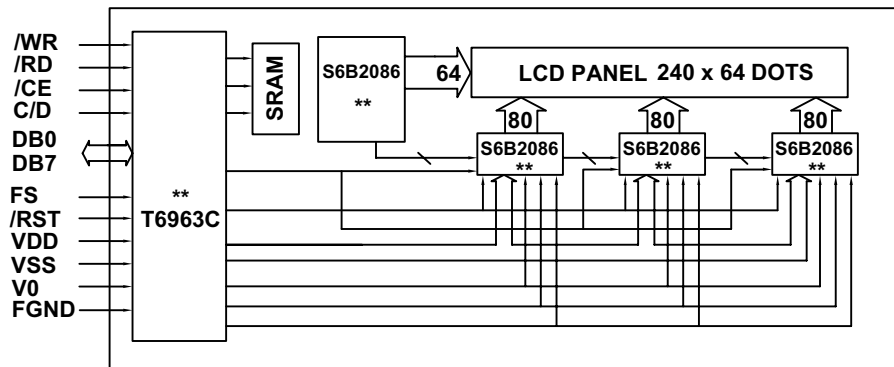 /WR
/RD
/CE
C/D
DB0
DB7
FS
/RST
VDD
VSS
V0
FGND
**
T6963C
SRAM
S6B2086
**
64
LCD PANEL 240 x 64 DOTS
80
80
80
S6B2086
**
S6B2086
**
S6B2086
**